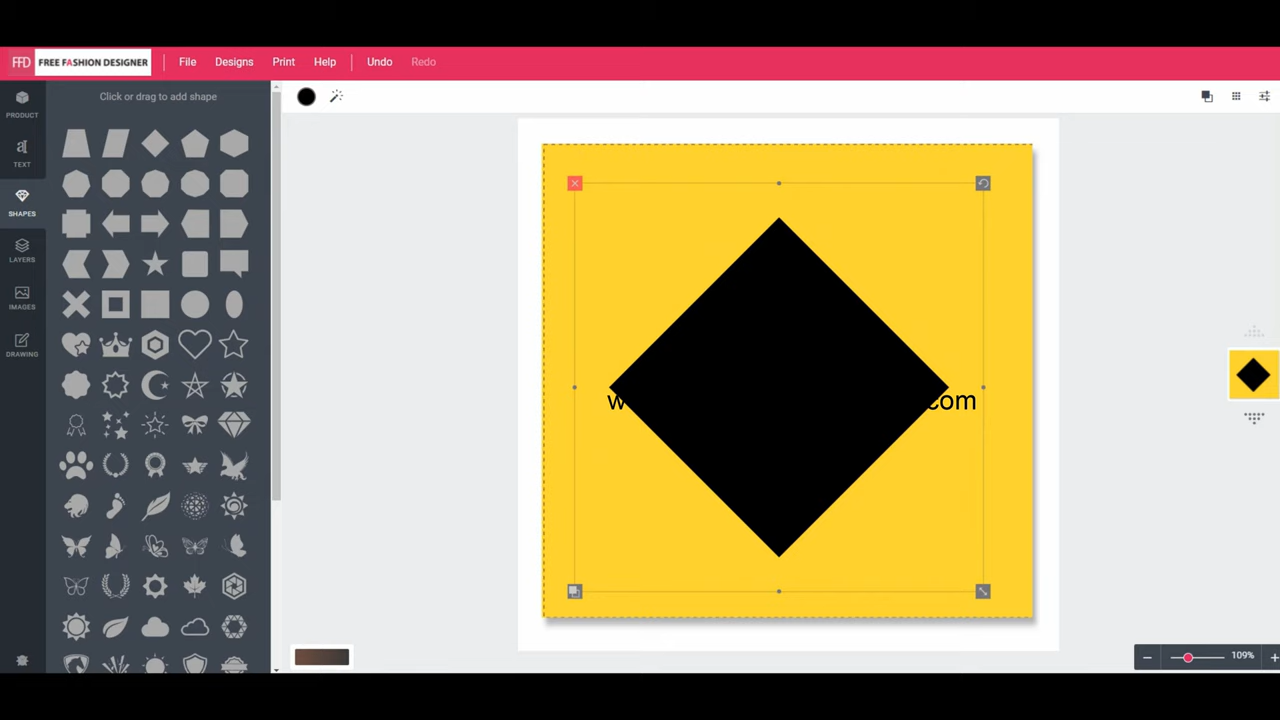 FFD FREE FASHION DESIGNER File Designs Print Help Undo Redo
Click or drag to add shape
PRODUCT
TEXT
SHAPES
LAYERS
IMAGES
DRAWING
.com
109%